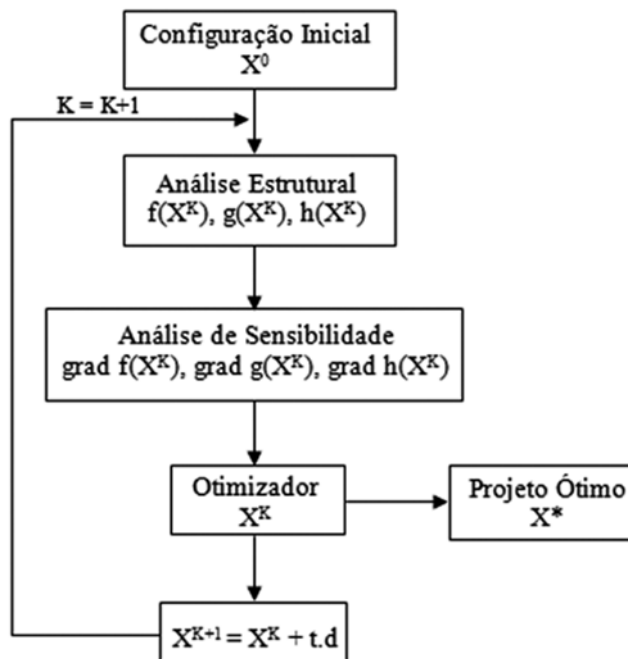 Configuração Inicial
X⁰
K = K+1
Análise Estrutural
f(Xᴷ), g(Xᴷ), h(Xᴷ)
Análise de Sensibilidade
grad f(Xᴷ), grad g(Xᴷ), grad h(Xᴷ)
Otimizador
Xᴷ
Projeto Ótimo
X*
Xᴷ⁺¹ = Xᴷ + t.d